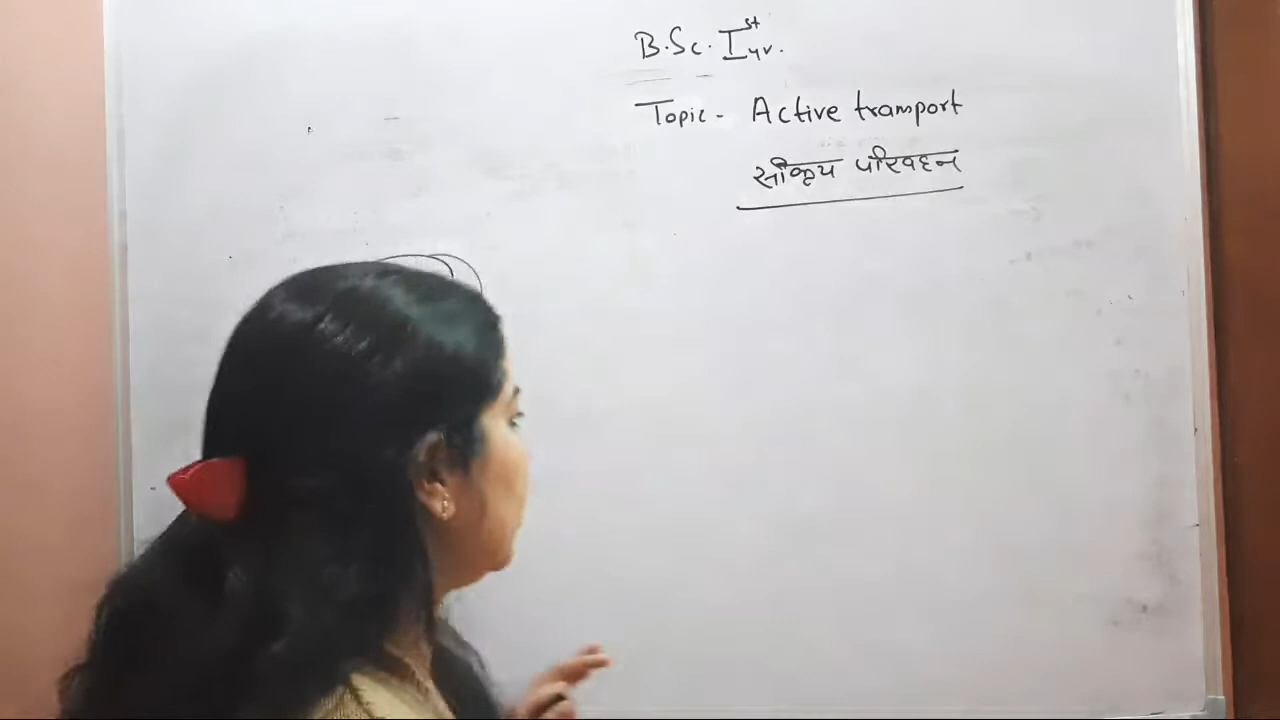 B.Sc. Ist yr.
Topic - Active transport
सक्रिय परिवहन